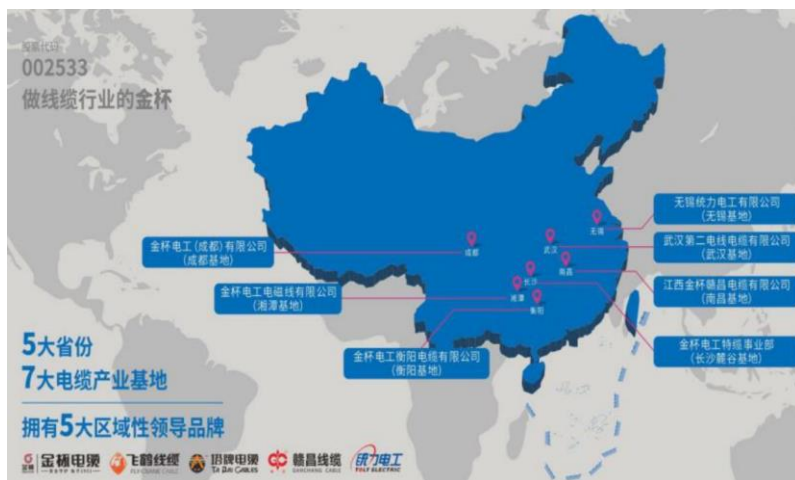 股票代码
002533
做线缆行业的金杯
无锡统力电工有限公司
(无锡基地)
武汉第二电线电缆有限公司
(武汉基地)
江西金杯赣昌电缆有限公司
(南昌基地)
金杯电工特缆事业部
(长沙麓谷基地)
金杯电工(成都)有限公司
(成都基地)
金杯电工电磁线有限公司
(湘潭基地)
金杯电工衡阳电缆有限公司
(衡阳基地)
成都
无锡
武汉
南昌
长沙
湘潭
衡阳
5大省份
7大电缆产业基地
拥有5大区域性领导品牌
金杯电缆
飞鹤线缆
塔牌电缆
TA PAI CABLES
赣昌线缆
GANCHANG CABLE
统力电工
TOLY ELECTRIC